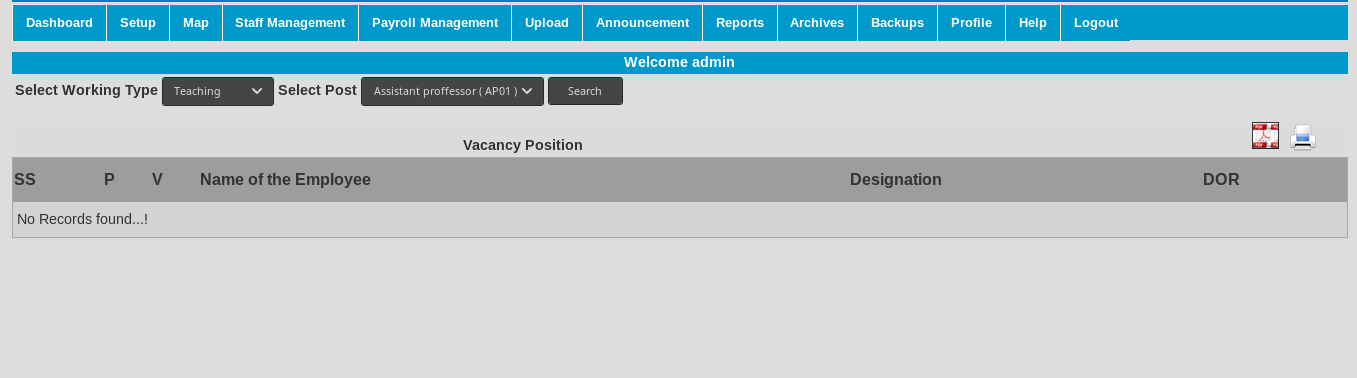 Dashboard Setup Map Staff Management Payroll Management Upload Announcement Reports Archives Backups Profile Help Logout
Welcome admin
Select Working Type Teaching Select Post Assistant proffessor ( AP01 ) Search
Vacancy Position
SS P V Name of the Employee Designation DOR
No Records found...!